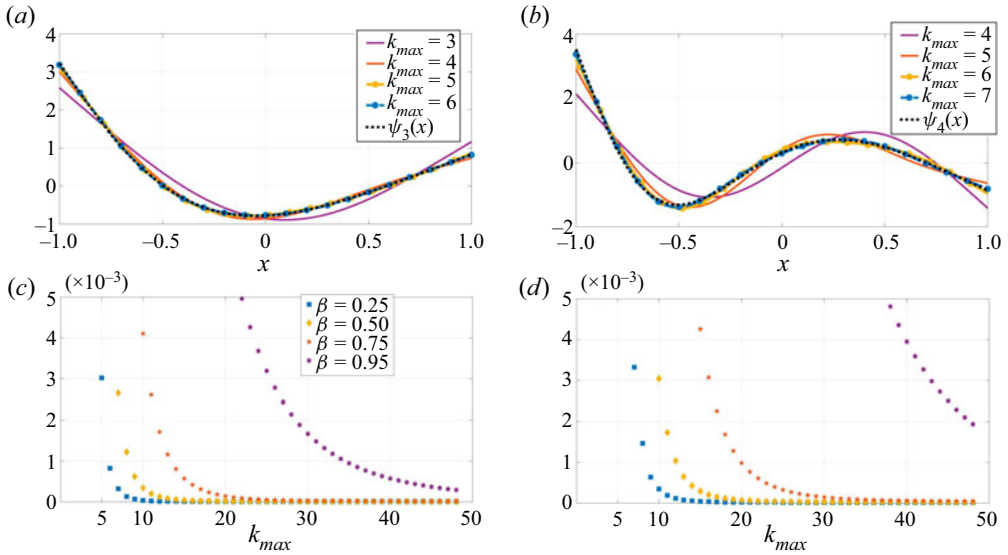 (a)
4
3
2
1
0
−1
−1.0 −0.5 0 0.5 1.0
x
k_max = 3
k_max = 4
k_max = 5
k_max = 6
ψ_3(x)
(b)
4
2
0
−2
−1.0 −0.5 0 0.5 1.0
x
k_max = 4
k_max = 5
k_max = 6
k_max = 7
ψ_4(x)
(c)
(×10^−3)
5
4
3
2
1
0
5 10 20 30 40 50
k_max
β = 0.25
β = 0.50
β = 0.75
β = 0.95
(d)
(×10^−3)
5
4
3
2
1
0
5 10 20 30 40 50
k_max